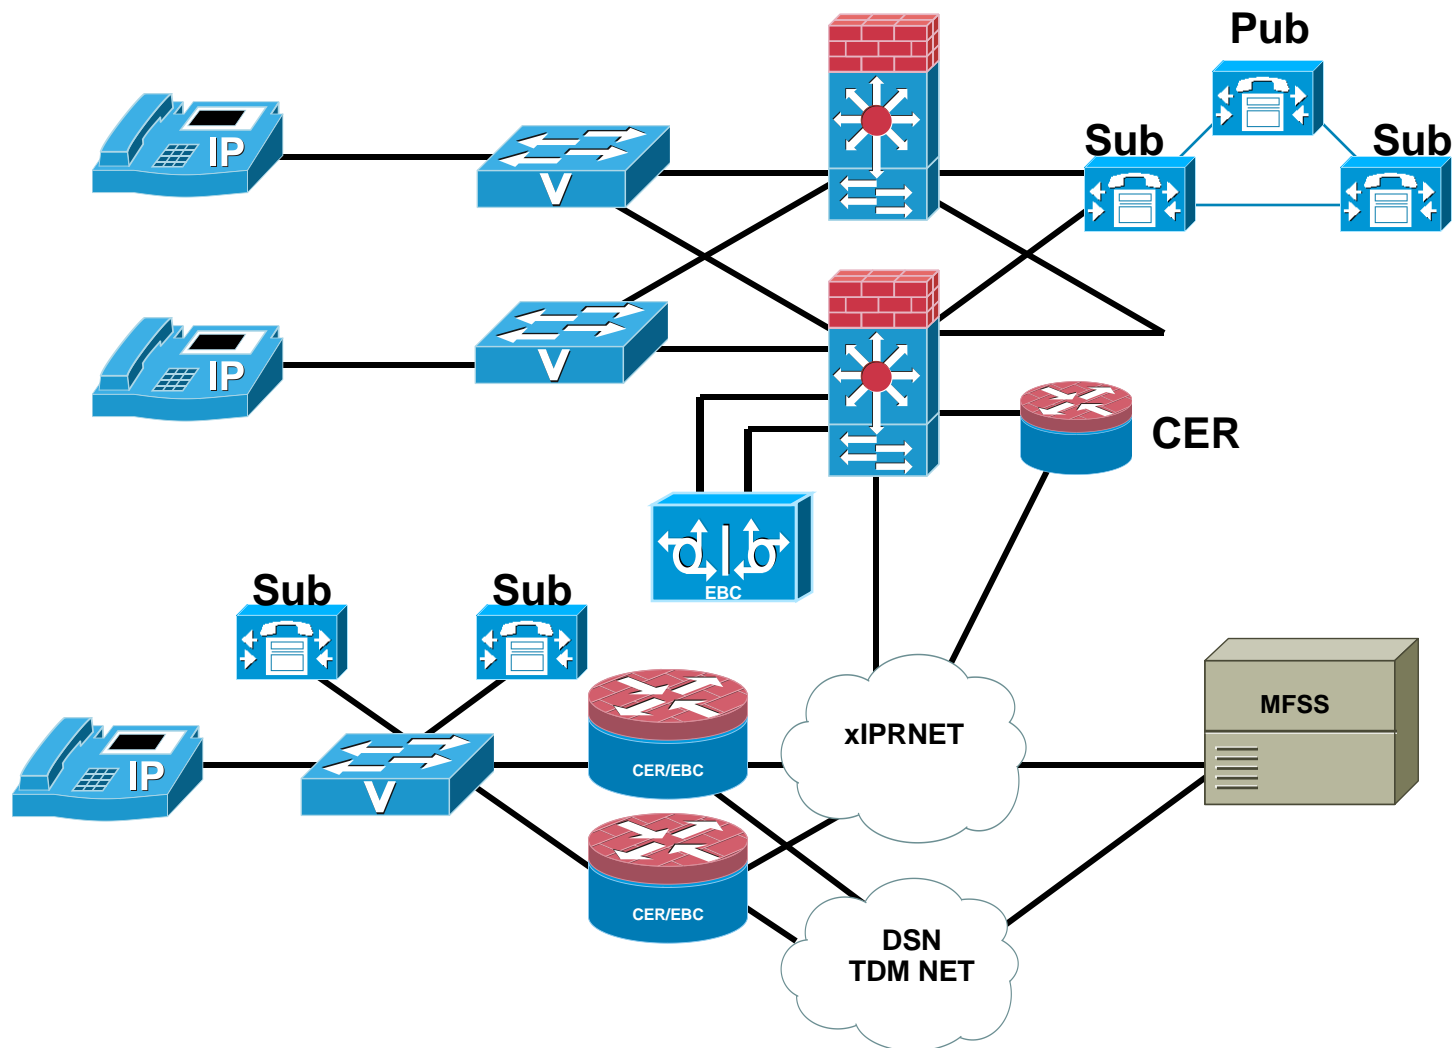 Pub
Sub
Sub
IP
V
IP
V
CER
EBC
Sub
Sub
MFSS
xIPRNET
IP
V
CER/EBC
CER/EBC
DSN
TDM NET